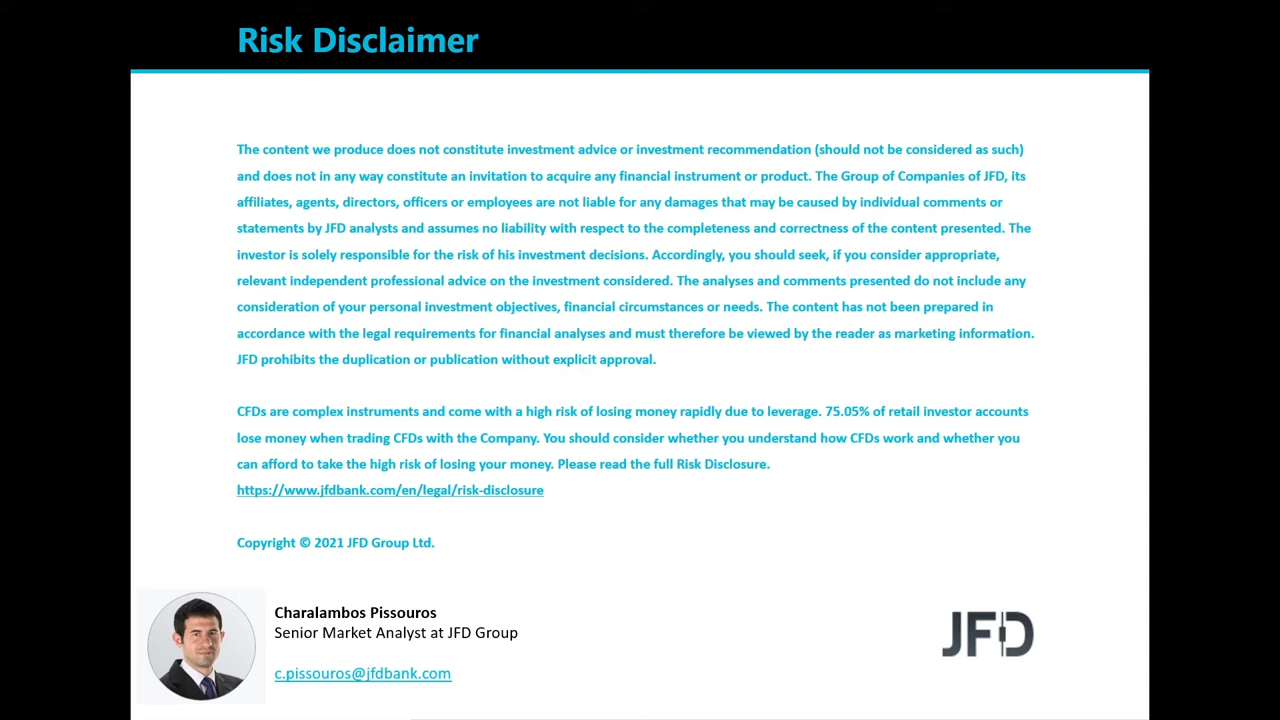 Risk Disclaimer
The content we produce does not constitute investment advice or investment recommendation (should not be considered as such)
and does not in any way constitute an invitation to acquire any financial instrument or product. The Group of Companies of JFD, its
affiliates, agents, directors, officers or employees are not liable for any damages that may be caused by individual comments or
statements by JFD analysts and assumes no liability with respect to the completeness and correctness of the content presented. The
investor is solely responsible for the risk of his investment decisions. Accordingly, you should seek, if you consider appropriate,
relevant independent professional advice on the investment considered. The analyses and comments presented do not include any
consideration of your personal investment objectives, financial circumstances or needs. The content has not been prepared in
accordance with the legal requirements for financial analyses and must therefore be viewed by the reader as marketing information.
JFD prohibits the duplication or publication without explicit approval.
CFDs are complex instruments and come with a high risk of losing money rapidly due to leverage. 75.05% of retail investor accounts
lose money when trading CFDs with the Company. You should consider whether you understand how CFDs work and whether you
can afford to take the high risk of losing your money. Please read the full Risk Disclosure.
https://www.jfdbank.com/en/legal/risk-disclosure
Copyright © 2021 JFD Group Ltd.
Charalambos Pissouros
Senior Market Analyst at JFD Group
c.pissouros@jfdbank.com
JFD